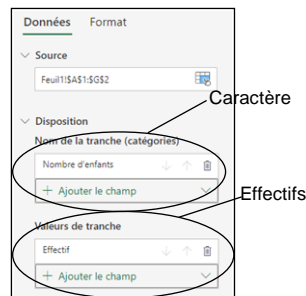 Données Format
Source
Feuil1!$A$1:$G$2
Caractère
Disposition
Nom de la tranche (catégories)
Nombre d'enfants
+ Ajouter le champ
Effectifs
Valeurs de tranche
Effectif
+ Ajouter le champ